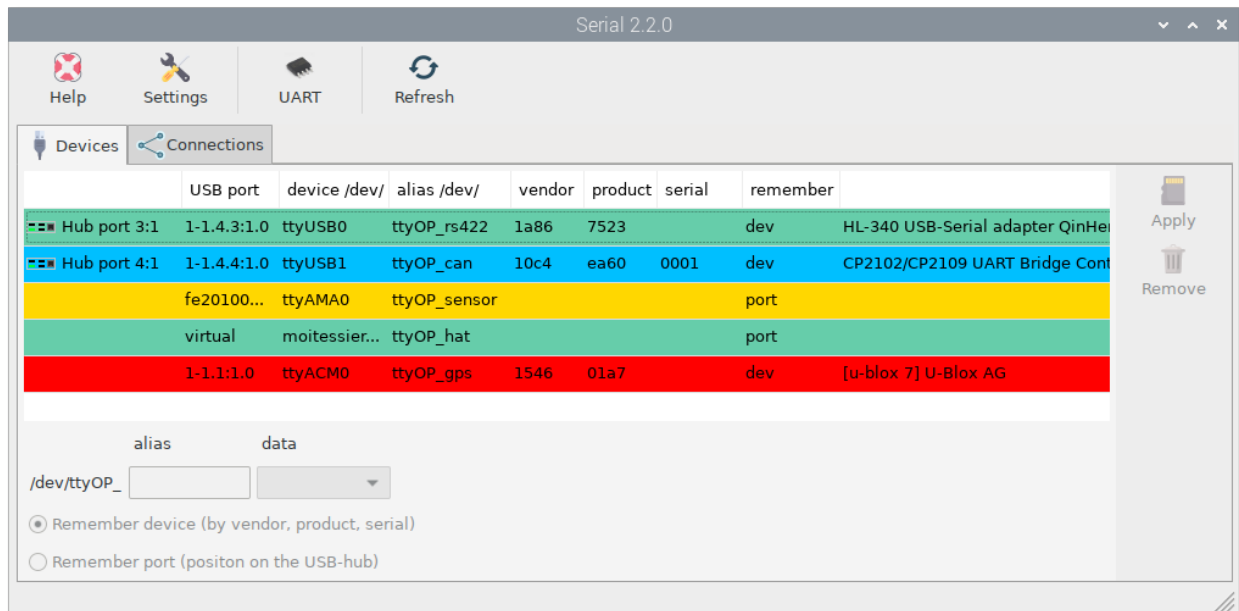 Serial 2.2.0
Help Settings UART Refresh
Devices Connections
USB port device /dev/ alias /dev/ vendor product serial remember
Hub port 3:1 1-1.4.3:1.0 ttyUSB0 ttyOP_rs422 1a86 7523 dev HL-340 USB-Serial adapter QinHe
Hub port 4:1 1-1.4.4:1.0 ttyUSB1 ttyOP_can 10c4 ea60 0001 dev CP2102/CP2109 UART Bridge Cont
fe20100... ttyAMA0 ttyOP_sensor port
virtual moitessier... ttyOP_hat port
1-1.1:1.0 ttyACM0 ttyOP_gps 1546 01a7 dev [u-blox 7] U-Blox AG
Apply
Remove
alias data
/dev/ttyOP_
Remember device (by vendor, product, serial)
Remember port (positon on the USB-hub)